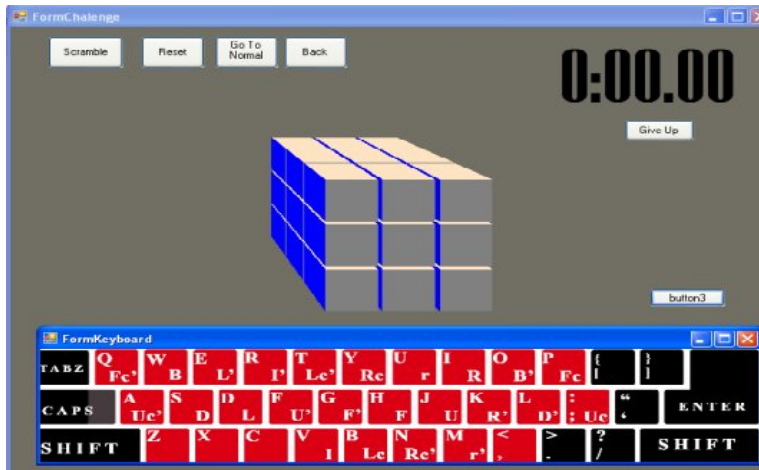 FormChalenge
Scramble Reset Go To Normal Back
0:00.00
Give Up
button3
FormKeyboard
TABZ Q Fc' W B E L' R I' T Lc' Y Rc U r I R O B' P Fc { [ } ]
CAPS A Uc' S D D L F U' G F' H F J U K R' L D' : ; Uc “ ‘ ENTER
SHIFT Z X C V I B Lc N Rc' M r' < , > . ? / SHIFT